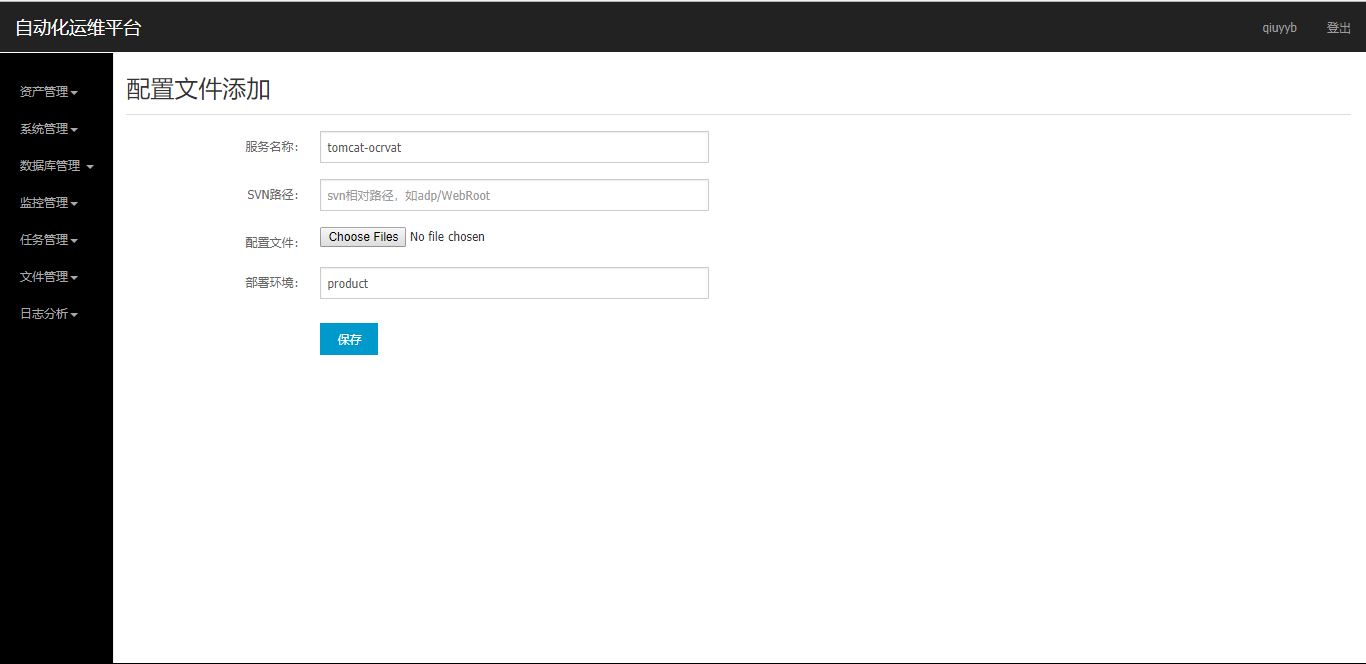 自动化运维平台
qiuyyb
登出
资产管理
系统管理
数据库管理
监控管理
任务管理
文件管理
日志分析
配置文件添加
服务名称:
tomcat-ocrvat
SVN路径:
svn相对路径，如adp/WebRoot
配置文件:
Choose Files No file chosen
部署环境:
product
保存